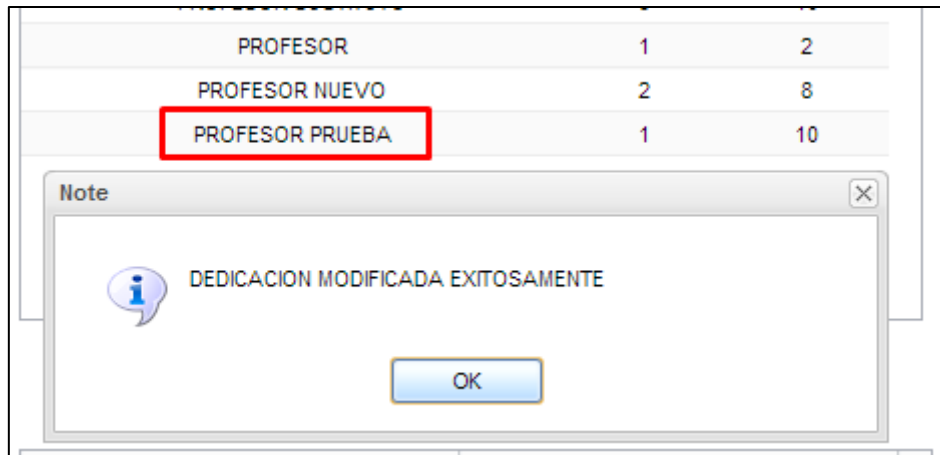 PROFESOR 1 2
PROFESOR NUEVO 2 8
PROFESOR PRUEBA 1 10
Note
DEDICACION MODIFICADA EXITOSAMENTE
OK